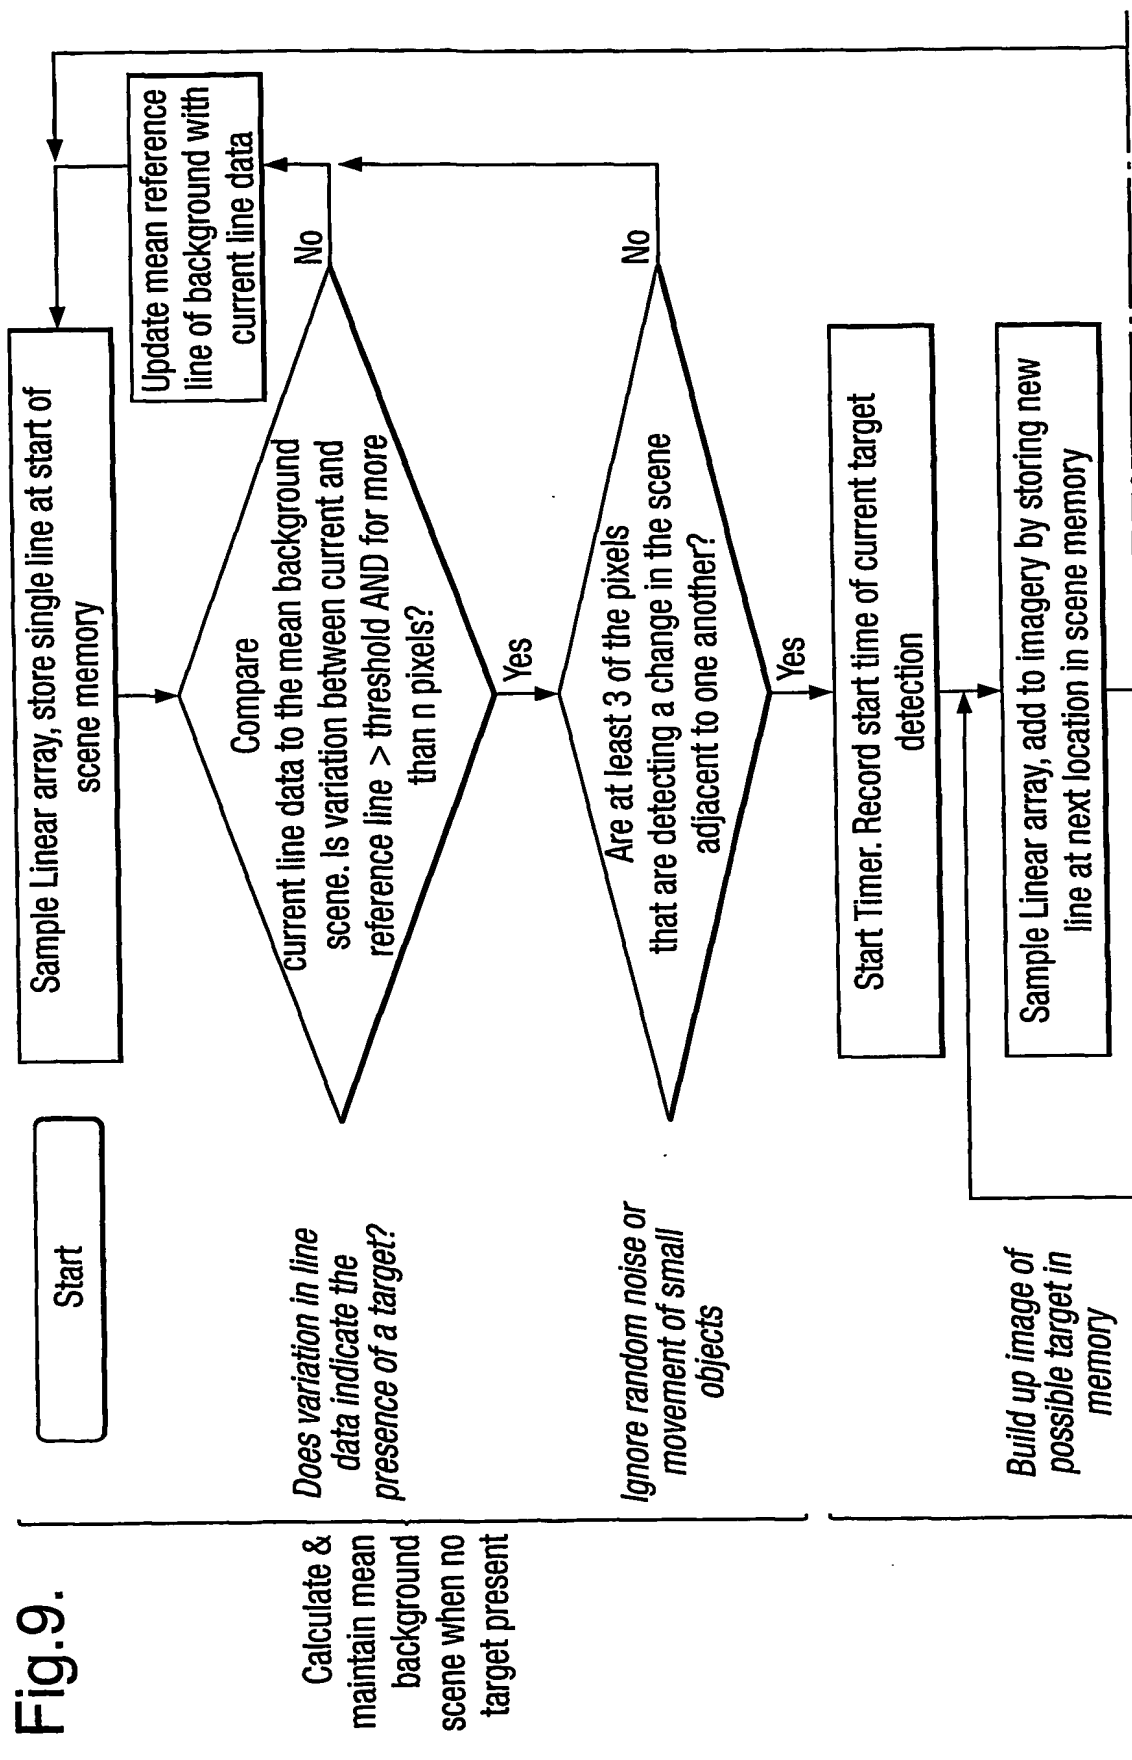 Fig.9.
Start
Sample Linear array, store single line at start of
scene memory
Update mean reference
line of background with
current line data
Calculate &
maintain mean
background
scene when no
target present
Does variation in line
data indicate the
presence of a target?
Compare
current line data to the mean background
scene. Is variation between current and
reference line > threshold AND for more
than n pixels?
No
Yes
Ignore random noise or
movement of small
objects
Are at least 3 of the pixels
that are detecting a change in the scene
adjacent to one another?
No
Yes
Start Timer. Record start time of current target
detection
Build up image of
possible target in
memory
Sample Linear array, add to imagery by storing new
line at next location in scene memory